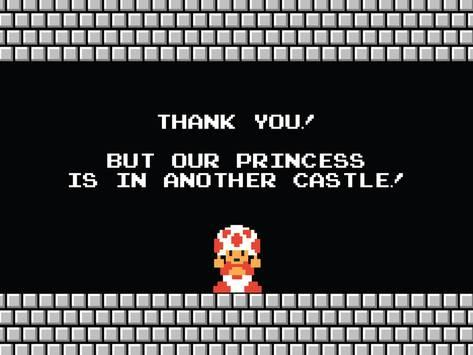 THANK YOU!
BUT OUR PRINCESS
IS IN ANOTHER CASTLE!